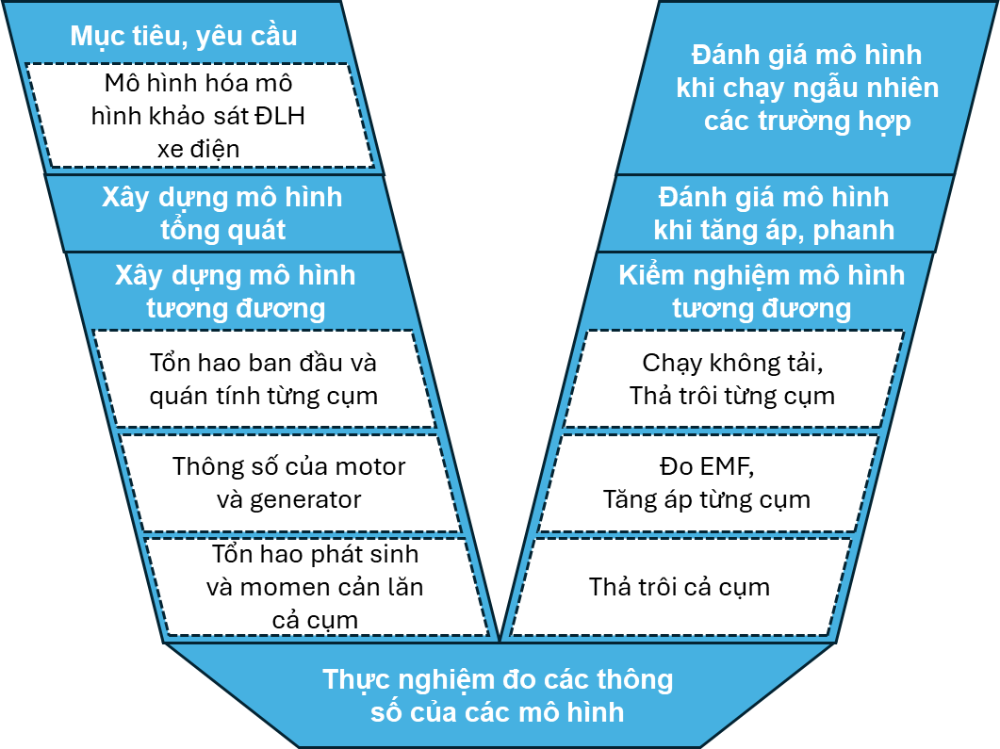 Mục tiêu, yêu cầu
Mô hình hóa mô
hình khảo sát ĐLH
xe điện
Xây dựng mô hình
tổng quát
Xây dựng mô hình
tương đương
Tổn hao ban đầu và
quán tính từng cụm
Thông số của motor
và generator
Tổn hao phát sinh
và momen cản lăn
cả cụm
Thực nghiệm đo các thông
số của các mô hình
Đánh giá mô hình
khi chạy ngẫu nhiên
các trường hợp
Đánh giá mô hình
khi tăng áp, phanh
Kiểm nghiệm mô hình
tương đương
Chạy không tải,
Thả trôi từng cụm
Đo EMF,
Tăng áp từng cụm
Thả trôi cả cụm